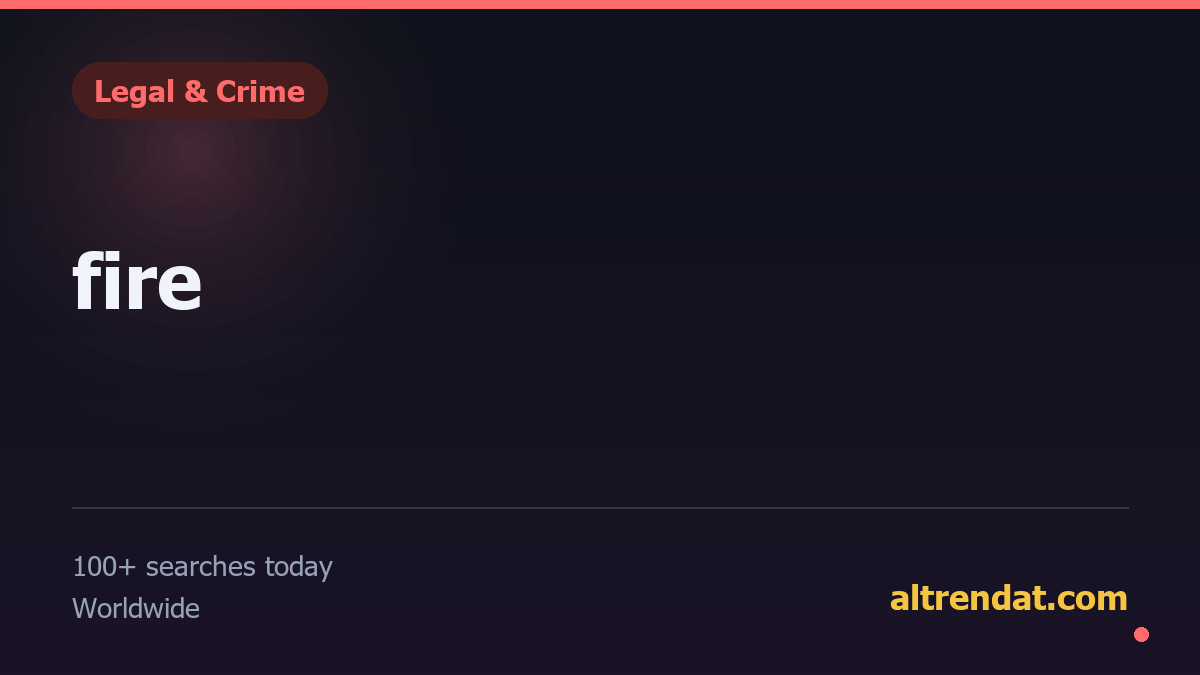 Legal & Crime
fire
100+ searches today
Worldwide
altrendat.com